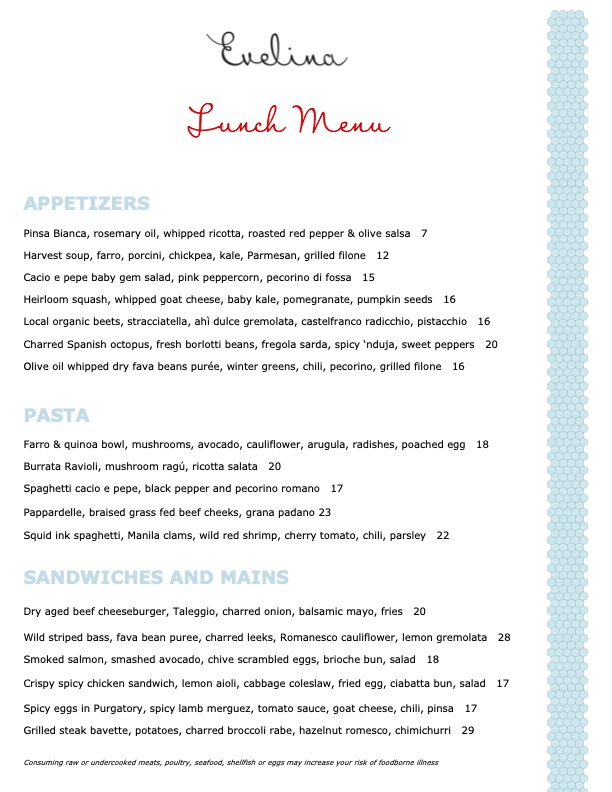 Evelina
Lunch Menu
APPETIZERS
Pinsa Bianca, rosemary oil, whipped ricotta, roasted red pepper & olive salsa 7
Harvest soup, farro, porcini, chickpea, kale, Parmesan, grilled filone 12
Cacio e pepe baby gem salad, pink peppercorn, pecorino di fossa 15
Heirloom squash, whipped goat cheese, baby kale, pomegranate, pumpkin seeds 16
Local organic beets, stracciatella, ahì dulce gremolata, castelfranco radicchio, pistacchio 16
Charred Spanish octopus, fresh borlotti beans, fregola sarda, spicy ‘nduja, sweet peppers 20
Olive oil whipped dry fava beans purée, winter greens, chili, pecorino, grilled filone 16
PASTA
Farro & quinoa bowl, mushrooms, avocado, cauliflower, arugula, radishes, poached egg 18
Burrata Ravioli, mushroom ragú, ricotta salata 20
Spaghetti cacio e pepe, black pepper and pecorino romano 17
Pappardelle, braised grass fed beef cheeks, grana padano 23
Squid ink spaghetti, Manila clams, wild red shrimp, cherry tomato, chili, parsley 22
SANDWICHES AND MAINS
Dry aged beef cheeseburger, Taleggio, charred onion, balsamic mayo, fries 20
Wild striped bass, fava bean puree, charred leeks, Romanesco cauliflower, lemon gremolata 28
Smoked salmon, smashed avocado, chive scrambled eggs, brioche bun, salad 18
Crispy spicy chicken sandwich, lemon aioli, cabbage coleslaw, fried egg, ciabatta bun, salad 17
Spicy eggs in Purgatory, spicy lamb merguez, tomato sauce, goat cheese, chili, pinsa 17
Grilled steak bavette, potatoes, charred broccoli rabe, hazelnut romesco, chimichurri 29
Consuming raw or undercooked meats, poultry, seafood, shellfish or eggs may increase your risk of foodborne illness